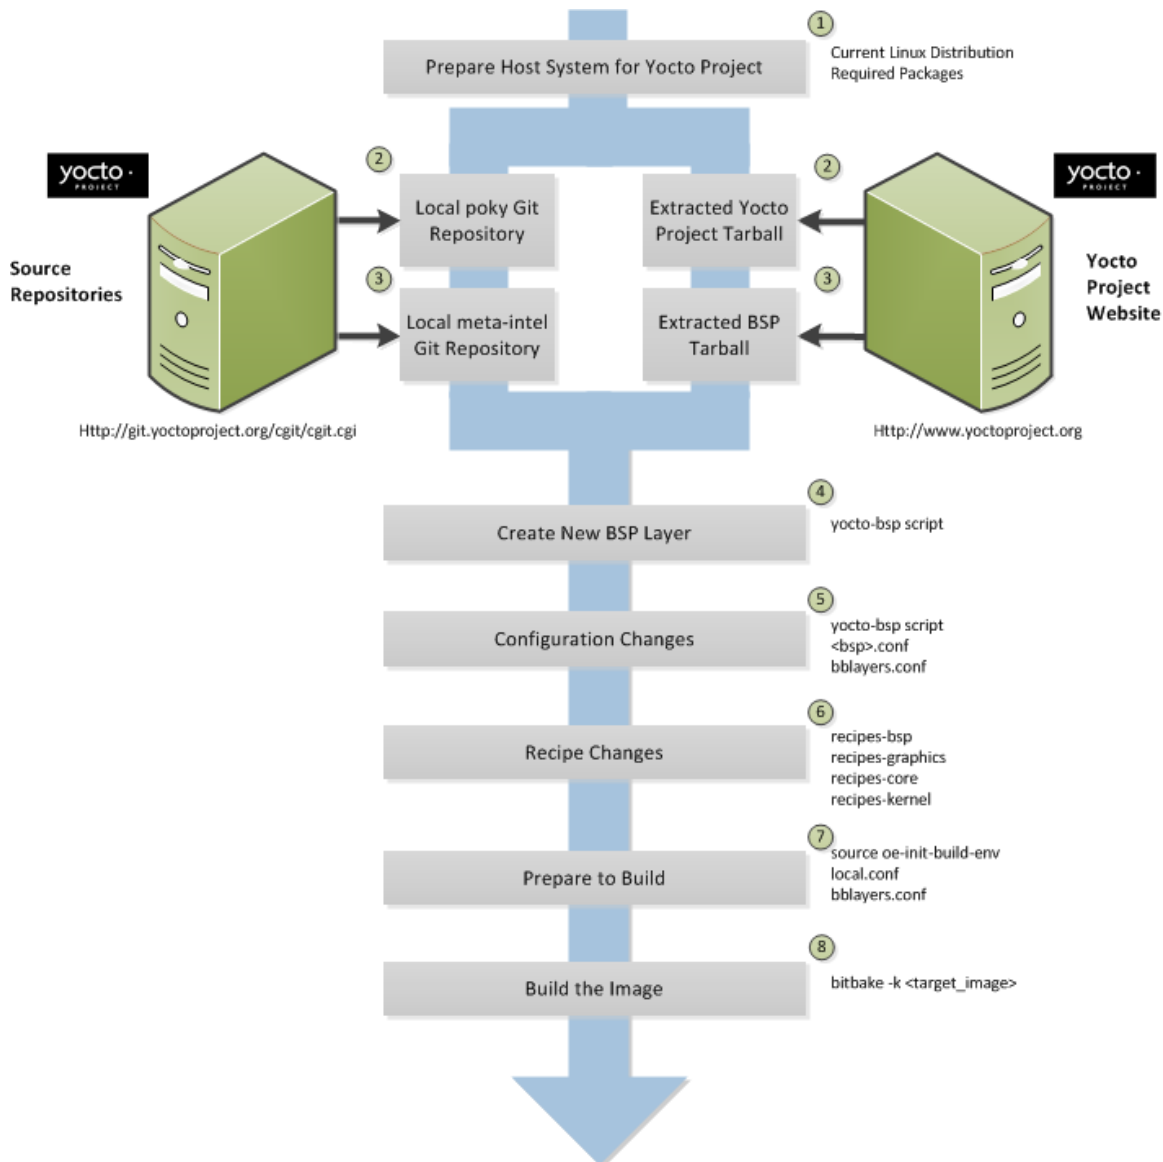 1
Prepare Host System for Yocto Project
Current Linux Distribution
Required Packages
yocto ·
PROJECT
2
Local poky Git
Repository
2
Extracted Yocto
Project Tarball
yocto ·
PROJECT
Source
Repositories
3
Local meta-intel
Git Repository
3
Extracted BSP
Tarball
Yocto
Project
Website
Http://git.yoctoproject.org/cgit/cgit.cgi
Http://www.yoctoproject.org
4
Create New BSP Layer
yocto-bsp script
5
Configuration Changes
yocto-bsp script
<bsp>.conf
bblayers.conf
6
Recipe Changes
recipes-bsp
recipes-graphics
recipes-core
recipes-kernel
7
Prepare to Build
source oe-init-build-env
local.conf
bblayers.conf
8
Build the Image
bitbake -k <target_image>